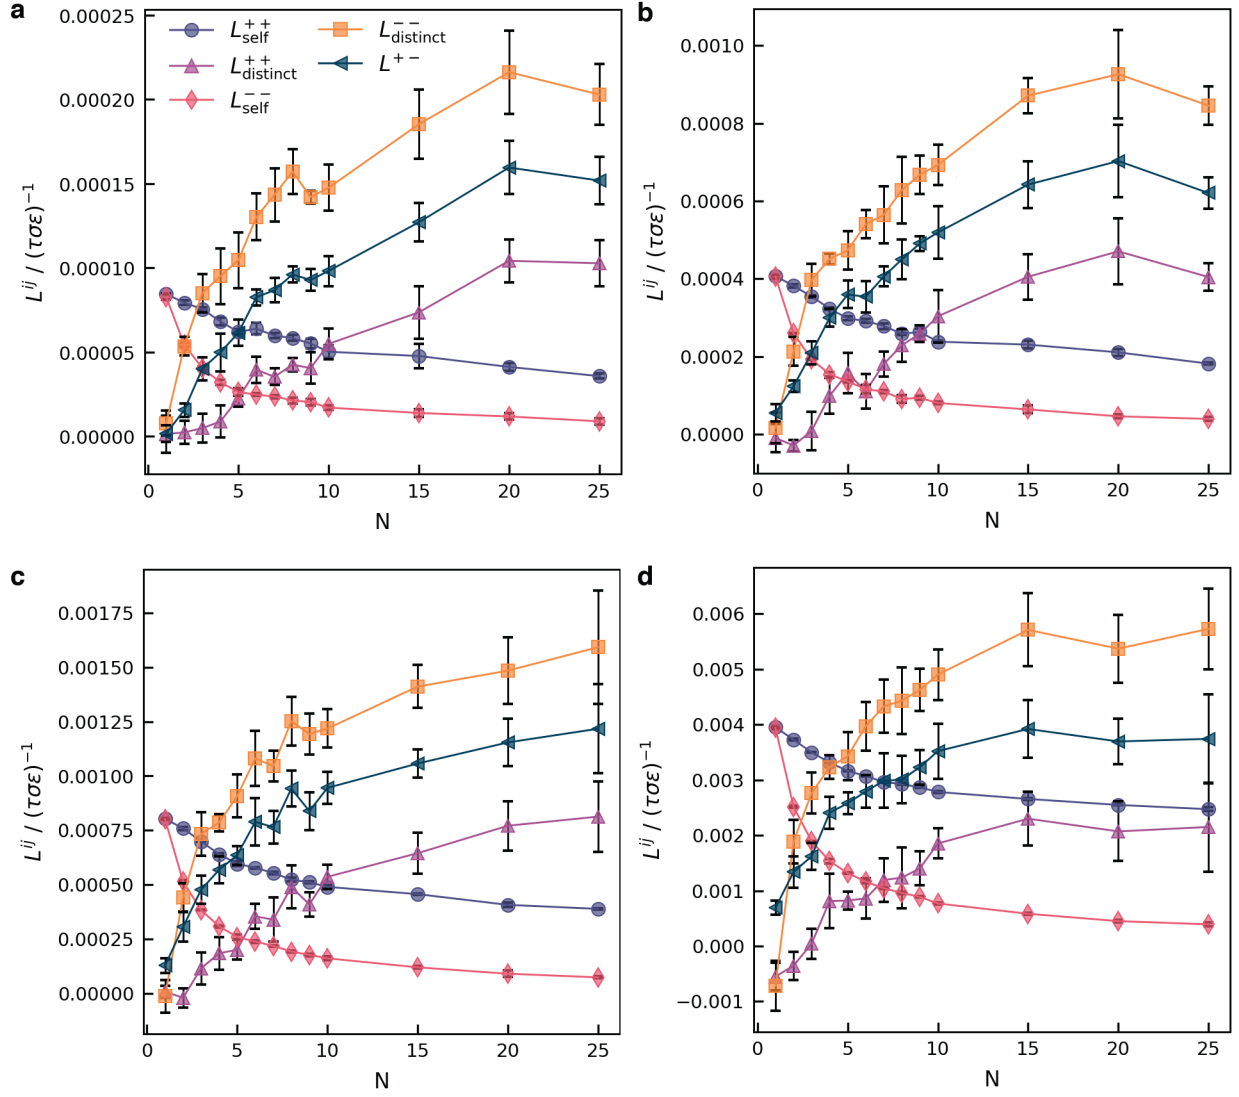 a
0.00025
0.00020
0.00015
0.00010
0.00005
0.00000
L^{ij} / (τσε)^{−1}
L^{++}_{self}
L^{++}_{distinct}
L^{−−}_{self}
L^{−−}_{distinct}
L^{+−}
0 5 10 15 20 25
N
b
0.0010
0.0008
0.0006
0.0004
0.0002
0.0000
L^{ij} / (τσε)^{−1}
0 5 10 15 20 25
N
c
0.00175
0.00150
0.00125
0.00100
0.00075
0.00050
0.00025
0.00000
L^{ij} / (τσε)^{−1}
0 5 10 15 20 25
N
d
0.006
0.005
0.004
0.003
0.002
0.001
0.000
−0.001
L^{ij} / (τσε)^{−1}
0 5 10 15 20 25
N